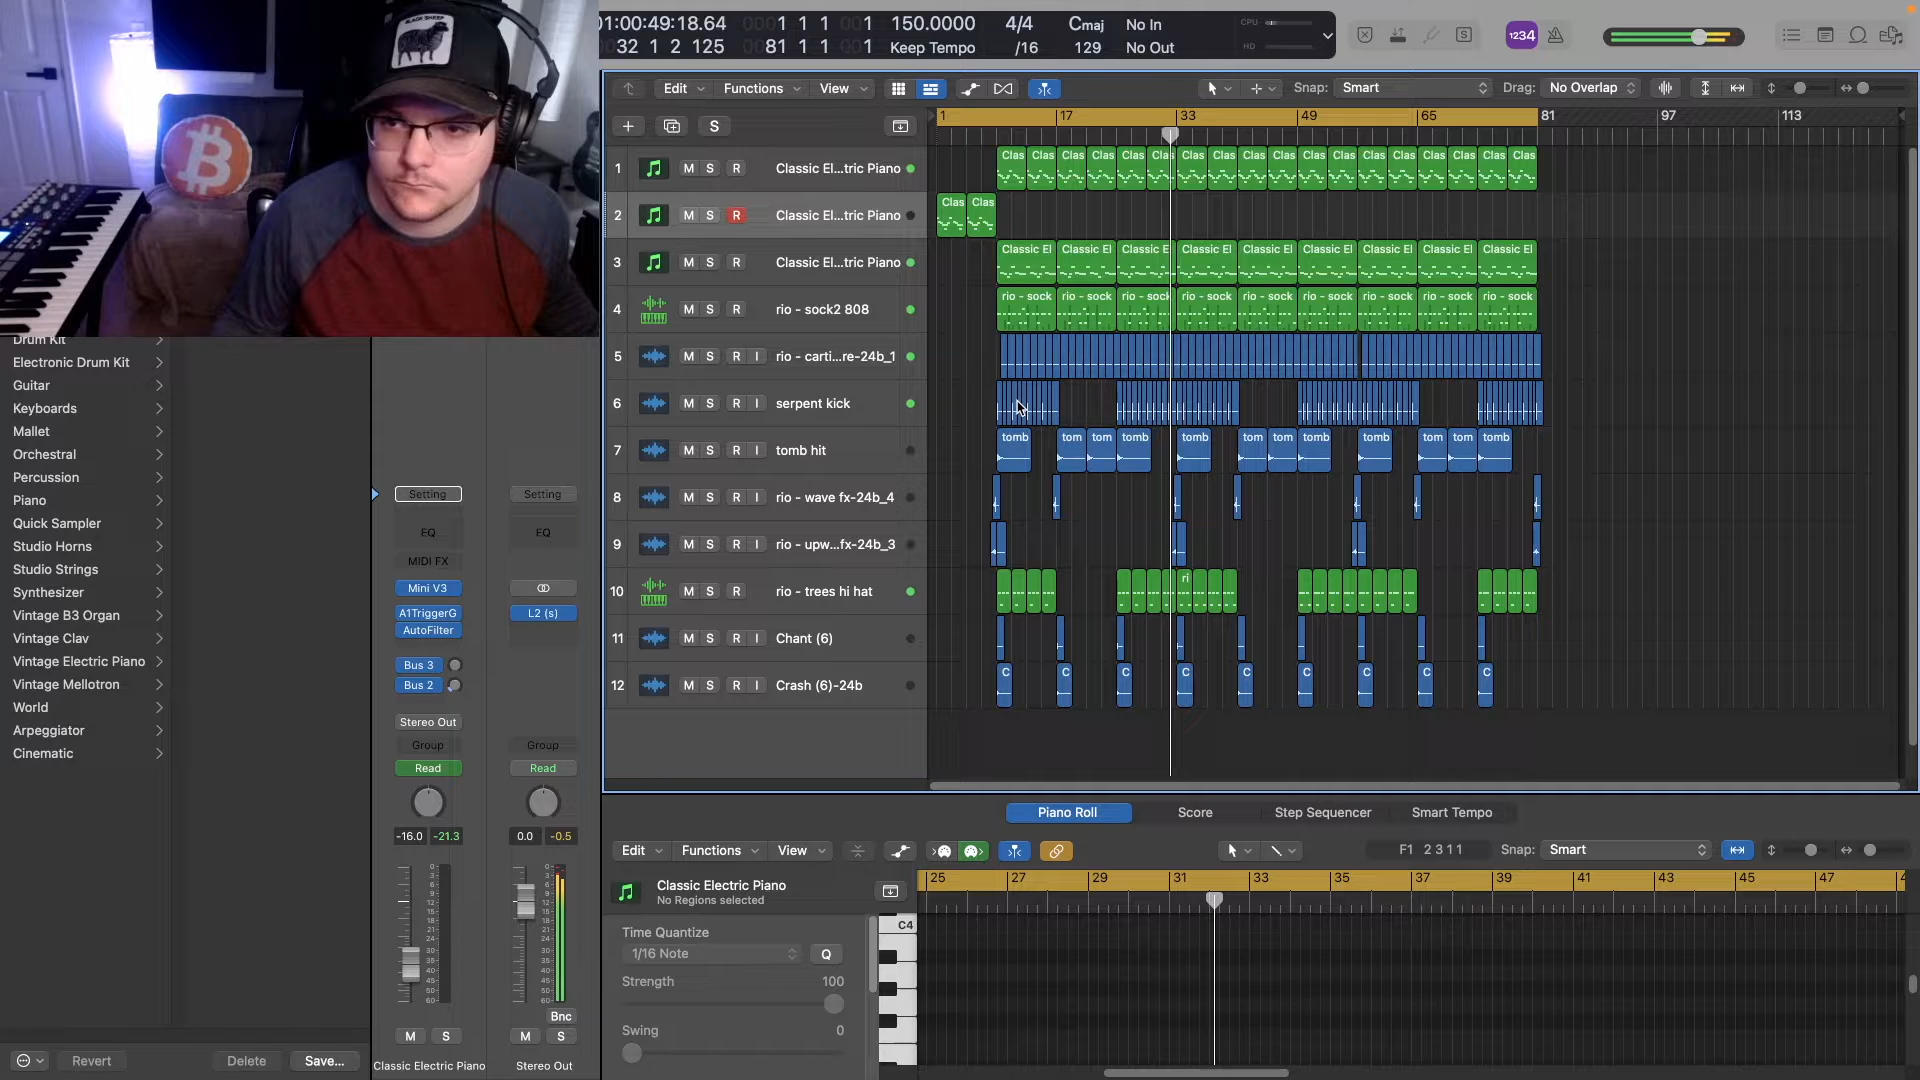 BLACK SHEEP
01:00:49:18.64
0001 1 1 001
150.0000
4/4
Cmaj
No In
CPU
0032 1 2 125
0081 1 1 001
Keep Tempo
/16
129
No Out
HD
1234
S
Edit
Functions
View
Snap:
Smart
Drag:
No Overlap
1
17
33
49
65
81
97
113
S
1
M
S
R
Classic El...tric Piano
Clas Clas Clas Clas Clas Clas Clas Clas Clas Clas Clas Clas Clas Clas Clas Clas Clas Clas
2
M
S
R
Classic El...tric Piano
Clas Clas
3
M
S
R
Classic El...tric Piano
Classic El Classic El Classic El Classic El Classic El Classic El Classic El Classic El Classic El
4
M
S
R
rio - sock2 808
rio - sock rio - sock rio - sock rio - sock rio - sock rio - sock rio - sock rio - sock rio - sock
5
M
S
R
I
rio - carti...re-24b_1
6
M
S
R
I
serpent kick
7
M
S
R
I
tomb hit
tomb tom tom tomb tomb tom tom tomb tomb tom tom tomb
8
M
S
R
I
rio - wave fx-24b_4
9
M
S
R
I
rio - upw...fx-24b_3
10
M
S
R
rio - trees hi hat
ri
11
M
S
R
I
Chant (6)
12
M
S
R
I
Crash (6)-24b
C C C C C C C C C
Drum Kit
Electronic Drum Kit
Guitar
Keyboards
Mallet
Orchestral
Percussion
Piano
Quick Sampler
Studio Horns
Studio Strings
Synthesizer
Vintage B3 Organ
Vintage Clav
Vintage Electric Piano
Vintage Mellotron
World
Arpeggiator
Cinematic
Revert
Delete
Save...
Setting
Setting
EQ
EQ
MIDI FX
Mini V3
A1TriggerG
L2 (s)
AutoFilter
Bus 3
Bus 2
Stereo Out
Group
Group
Read
Read
-16.0
-21.3
0.0
-0.5
Bnc
M
S
M
S
Classic Electric Piano
Stereo Out
Piano Roll
Score
Step Sequencer
Smart Tempo
Edit
Functions
View
F1 2 3 1 1
Snap:
Smart
25
27
29
31
33
35
37
39
41
43
45
47
Classic Electric Piano
No Regions selected
C4
Time Quantize
1/16 Note
Q
Strength
100
Swing
0